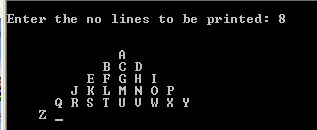 Enter the no lines to be printed: 8
A
B C D
E F G H I
J K L M N O P
Q R S T U V W X Y
Z _